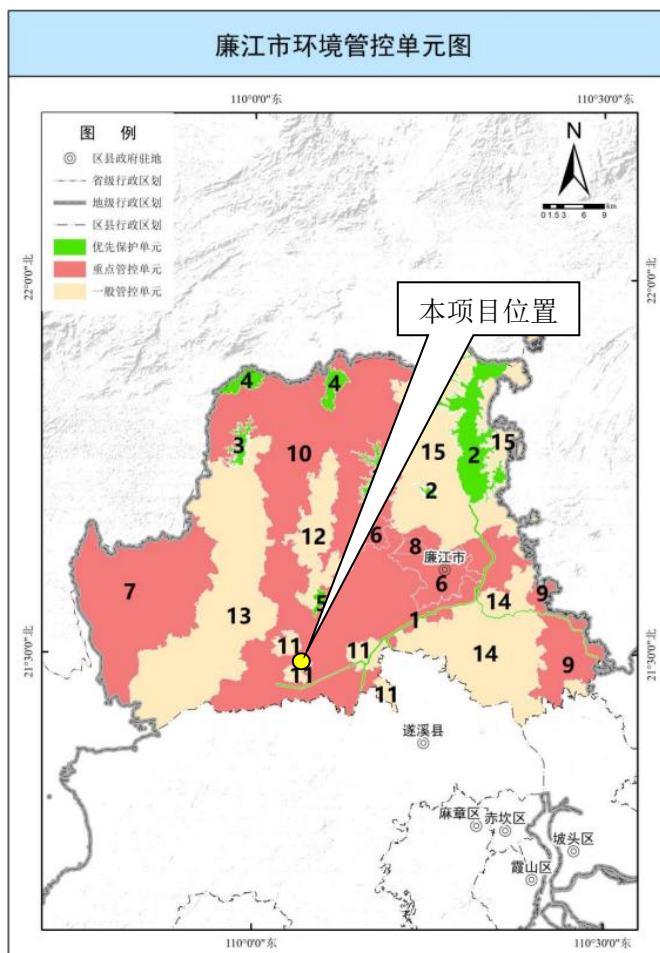 廉江市环境管控单元图
110°0'0"东
110°30'0"东
图 例
区县政府驻地
省级行政区划
地级行政区划
区县行政区划
优先保护单元
重点管控单元
一般管控单元
N
0 1.5 3 6 9
km
22°0'0"北
22°0'0"北
本项目位置
4
4
3
10
15
2
15
2
12
6
8
廉江市
6
7
5
13
1
14
9
11
11
11
14
9
11
21°30'0"北
21°30'0"北
遂溪县
麻章区
赤坎区
坡头区
霞山区
110°0'0"东
110°30'0"东